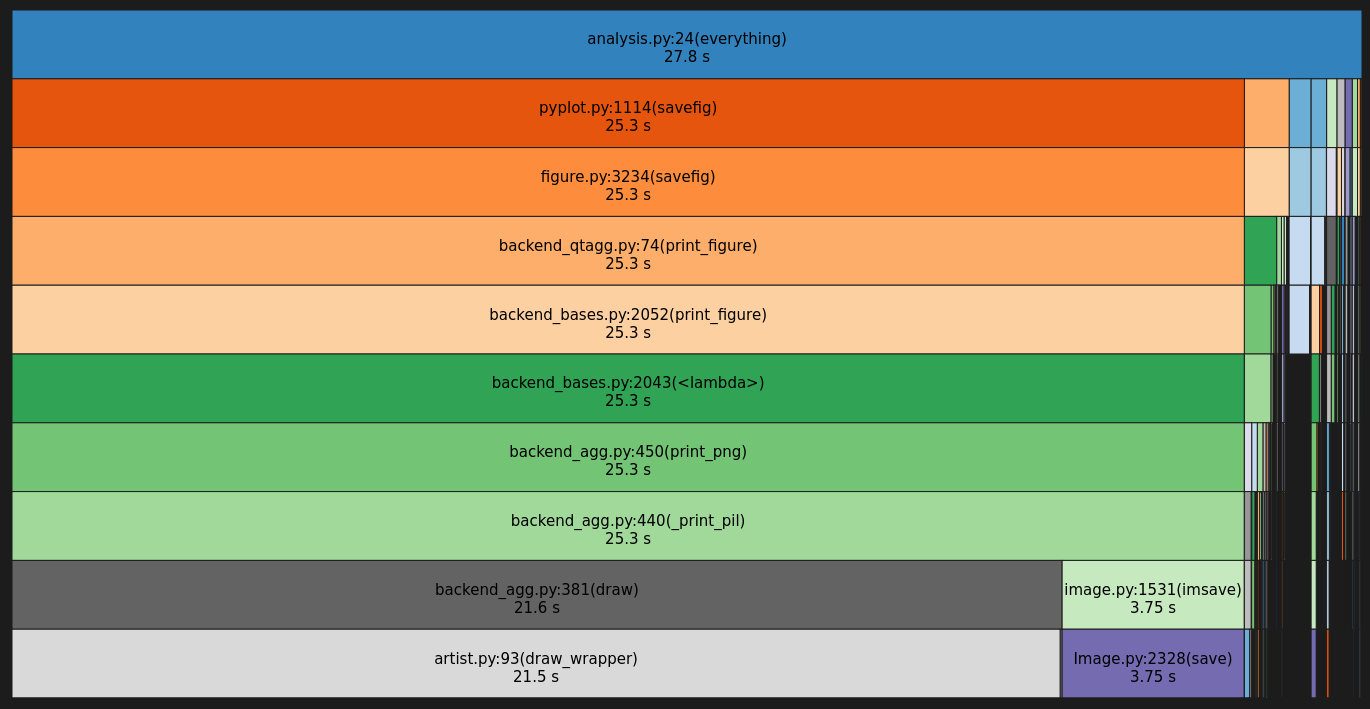 analysis.py:24(everything)
27.8 s
pyplot.py:1114(savefig)
25.3 s
figure.py:3234(savefig)
25.3 s
backend_qtagg.py:74(print_figure)
25.3 s
backend_bases.py:2052(print_figure)
25.3 s
backend_bases.py:2043(<lambda>)
25.3 s
backend_agg.py:450(print_png)
25.3 s
backend_agg.py:440(_print_pil)
25.3 s
backend_agg.py:381(draw)
21.6 s
image.py:1531(imsave)
3.75 s
artist.py:93(draw_wrapper)
21.5 s
Image.py:2328(save)
3.75 s